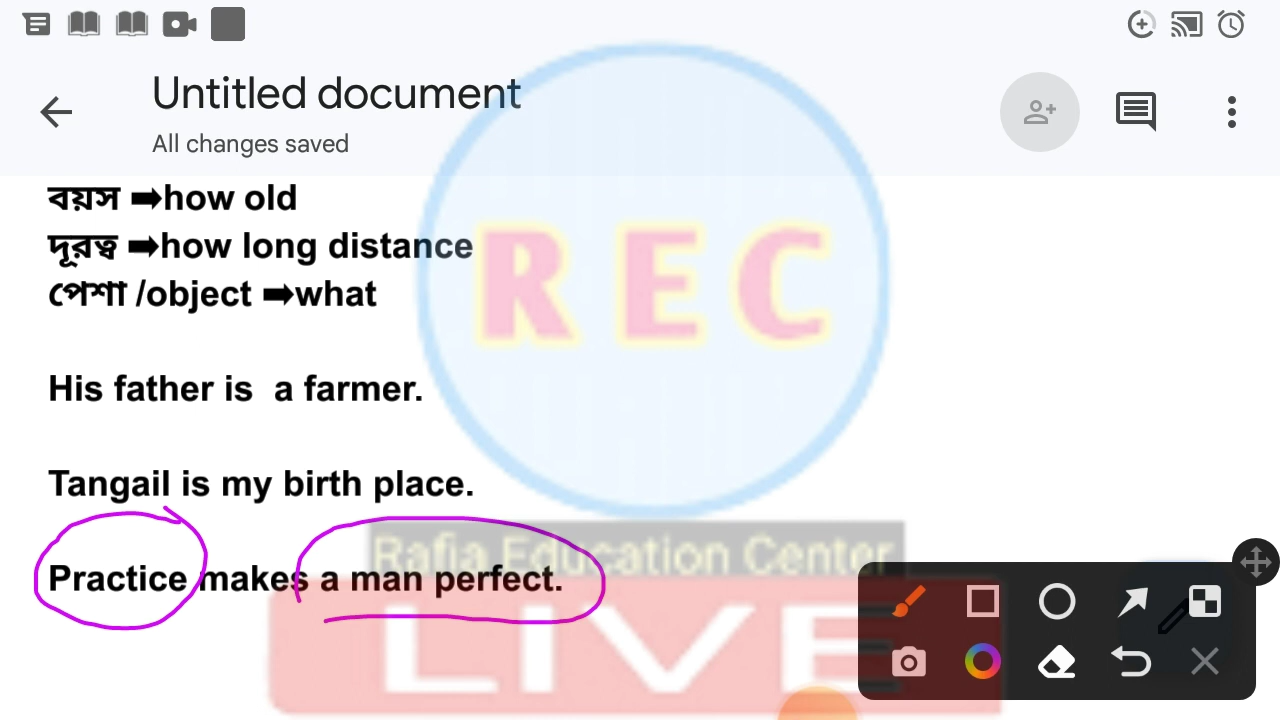 Untitled document
All changes saved
বয়স ➡how old
দূরত্ব ➡how long distance
পেশা /object ➡what
REC
His father is  a farmer.
Tangail is my birth place.
Rafia Education Center
Practice makes a man perfect.
LIVE